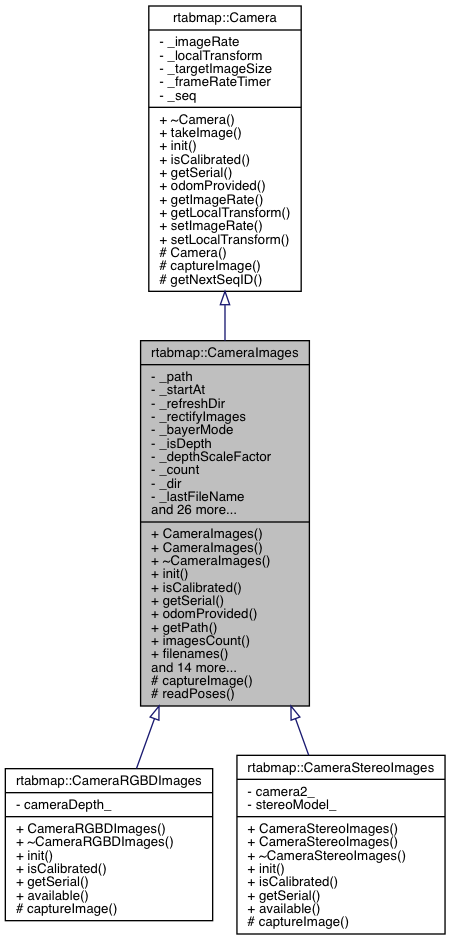 rtabmap::Camera
- _imageRate
- _localTransform
- _targetImageSize
- _frameRateTimer
- _seq
+ ~Camera()
+ takeImage()
+ init()
+ isCalibrated()
+ getSerial()
+ odomProvided()
+ getImageRate()
+ getLocalTransform()
+ setImageRate()
+ setLocalTransform()
# Camera()
# captureImage()
# getNextSeqID()
rtabmap::CameraImages
- _path
- _startAt
- _refreshDir
- _rectifyImages
- _bayerMode
- _isDepth
- _depthScaleFactor
- _count
- _dir
- _lastFileName
and 26 more...
+ CameraImages()
+ CameraImages()
+ ~CameraImages()
+ init()
+ isCalibrated()
+ getSerial()
+ odomProvided()
+ getPath()
+ imagesCount()
+ filenames()
and 14 more...
# captureImage()
# readPoses()
rtabmap::CameraRGBDImages
- cameraDepth_
+ CameraRGBDImages()
+ ~CameraRGBDImages()
+ init()
+ isCalibrated()
+ getSerial()
+ available()
# captureImage()
rtabmap::CameraStereoImages
- camera2_
- stereoModel_
+ CameraStereoImages()
+ CameraStereoImages()
+ ~CameraStereoImages()
+ init()
+ isCalibrated()
+ getSerial()
+ available()
# captureImage()